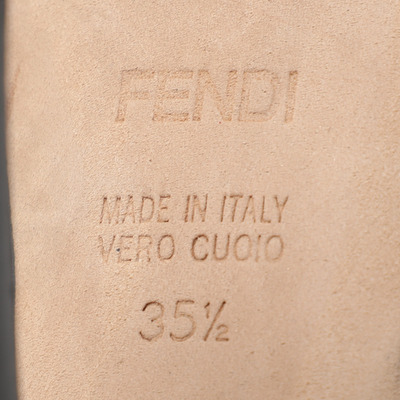 FENDI
MADE IN ITALY
VERO CUOIO
35½